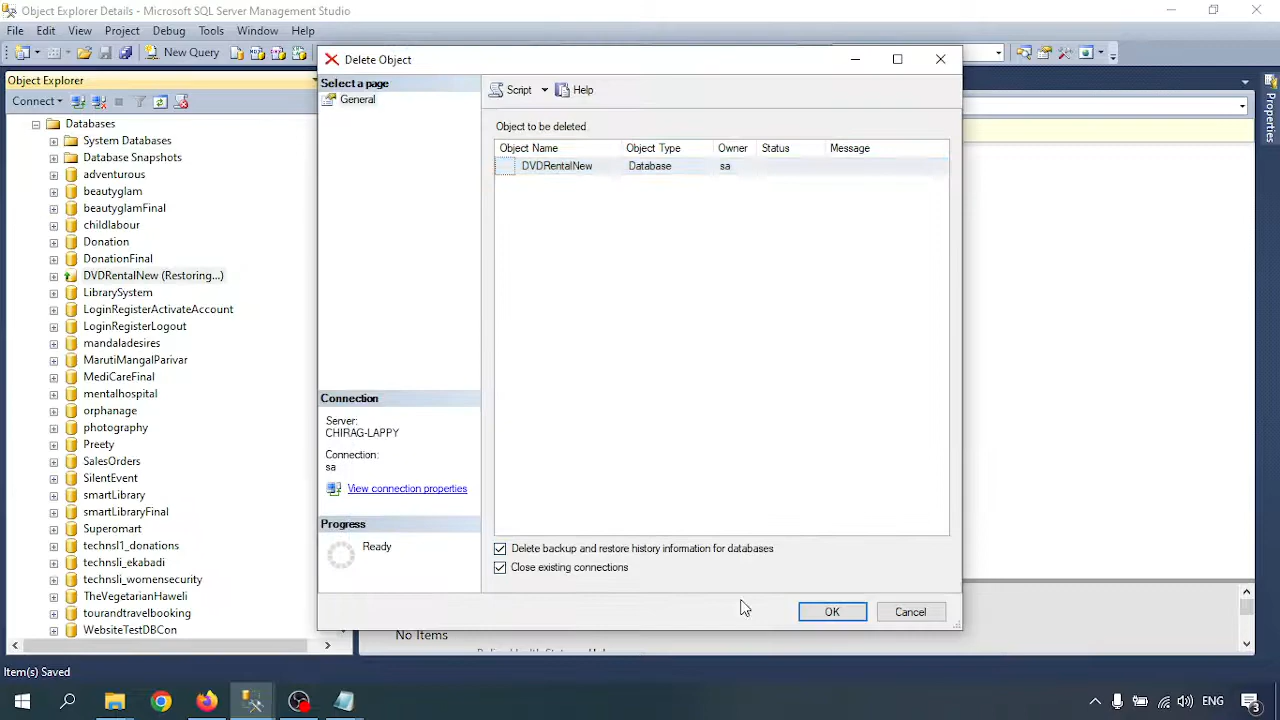 Object Explorer Details - Microsoft SQL Server Management Studio
File Edit View Project Debug Tools Window Help
New Query
Object Explorer
Connect
Databases
System Databases
Database Snapshots
adventurous
beautyglam
beautyglamFinal
childlabour
Donation
DonationFinal
DVDRentalNew (Restoring...)
LibrarySystem
LoginRegisterActivateAccount
LoginRegisterLogout
mandaladesires
MarutiMangalParivar
MediCareFinal
mentalhospital
orphanage
photography
Preety
SalesOrders
SilentEvent
smartLibrary
smartLibraryFinal
Superomart
technsl1_donations
technsli_ekabadi
technsli_womensecurity
TheVegetarianHaweli
tourandtravelbooking
WebsiteTestDBCon
Delete Object
Select a page
General
Script Help
Object to be deleted
Object Name Object Type Owner Status Message
DVDRentalNew Database sa
Connection
Server:
CHIRAG-LAPPY
Connection:
sa
View connection properties
Progress
Ready
Delete backup and restore history information for databases
Close existing connections
OK Cancel
Properties
No Items
Item(s) Saved
ENG
3